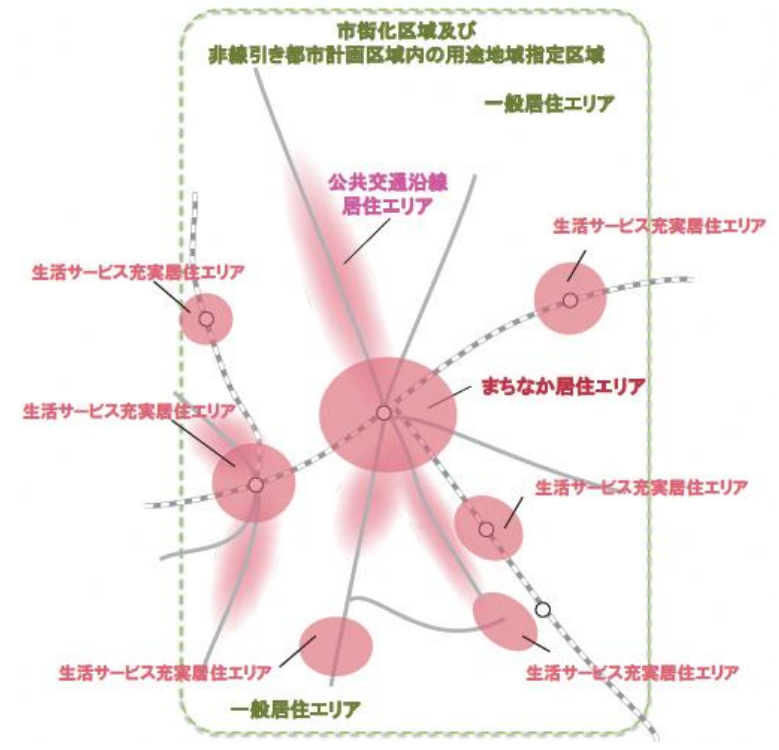 市街化区域及び
非線引き都市計画区域内の用途地域指定区域
一般居住エリア
公共交通沿線
居住エリア
生活サービス充実居住エリア
生活サービス充実居住エリア
まちなか居住エリア
生活サービス充実居住エリア
生活サービス充実居住エリア
生活サービス充実居住エリア
生活サービス充実居住エリア
一般居住エリア